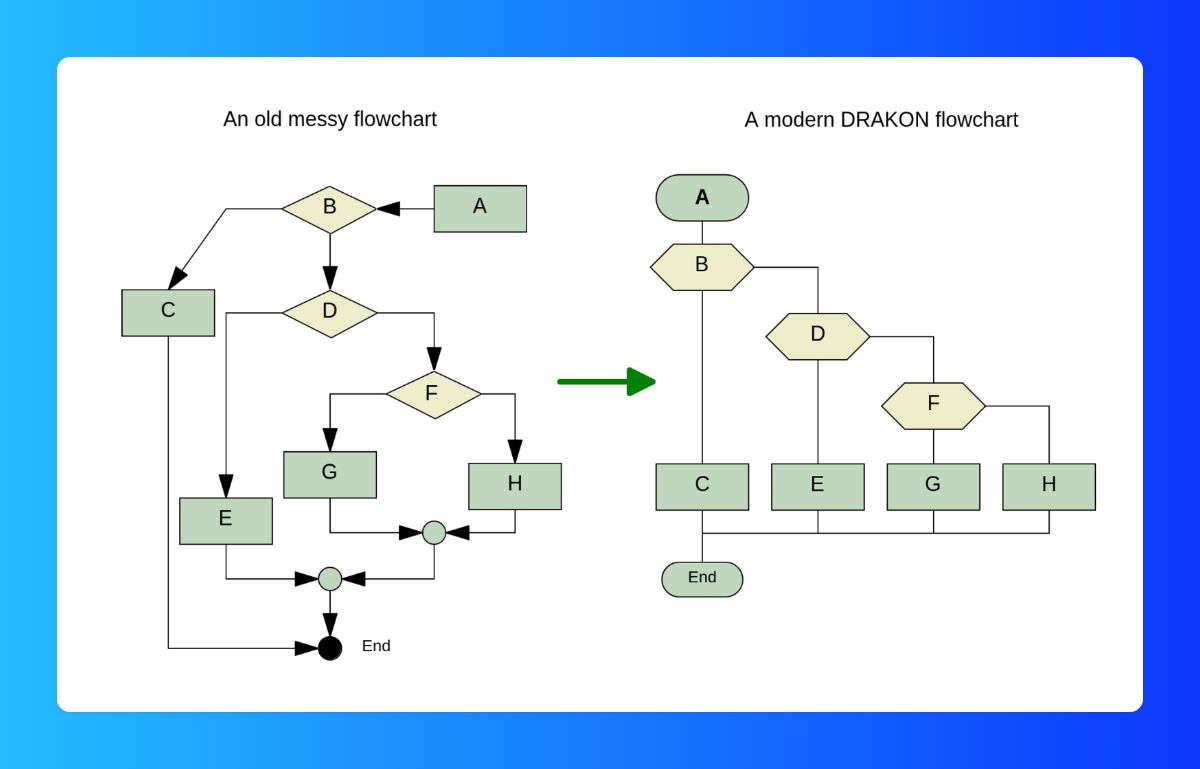 An old messy flowchart
B
A
C
D
F
G
H
E
End
A modern DRAKON flowchart
A
B
D
F
C
E
G
H
End